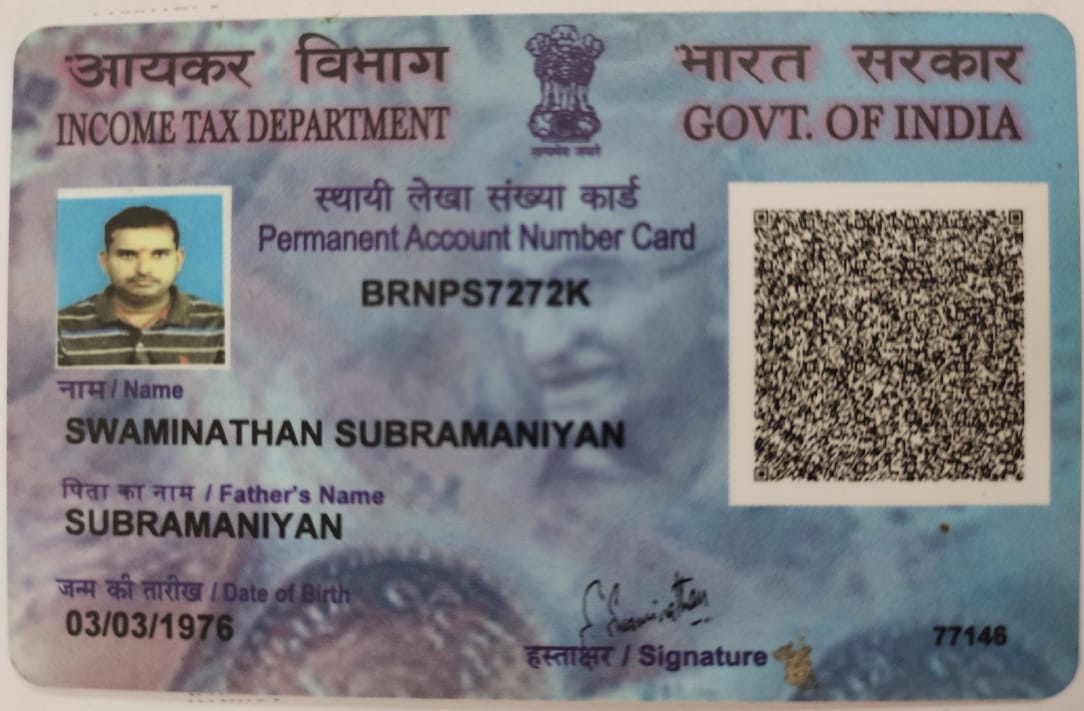 आयकर विभाग
INCOME TAX DEPARTMENT
भारत सरकार
GOVT. OF INDIA
सत्यमेव जयते
स्थायी लेखा संख्या कार्ड
Permanent Account Number Card
BRNPS7272K
नाम / Name
SWAMINATHAN SUBRAMANIYAN
पिता का नाम / Father's Name
SUBRAMANIYAN
जन्म की तारीख / Date of Birth
03/03/1976
S Swaminathan
हस्ताक्षर / Signature
77146